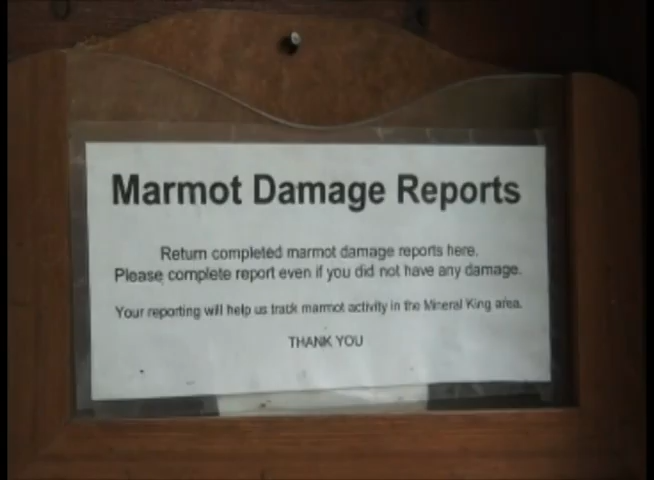 Marmot Damage Reports
Return completed marmot damage reports here.
Please complete report even if you did not have any damage.
Your reporting will help us track marmot activity in the Mineral King area.
THANK YOU